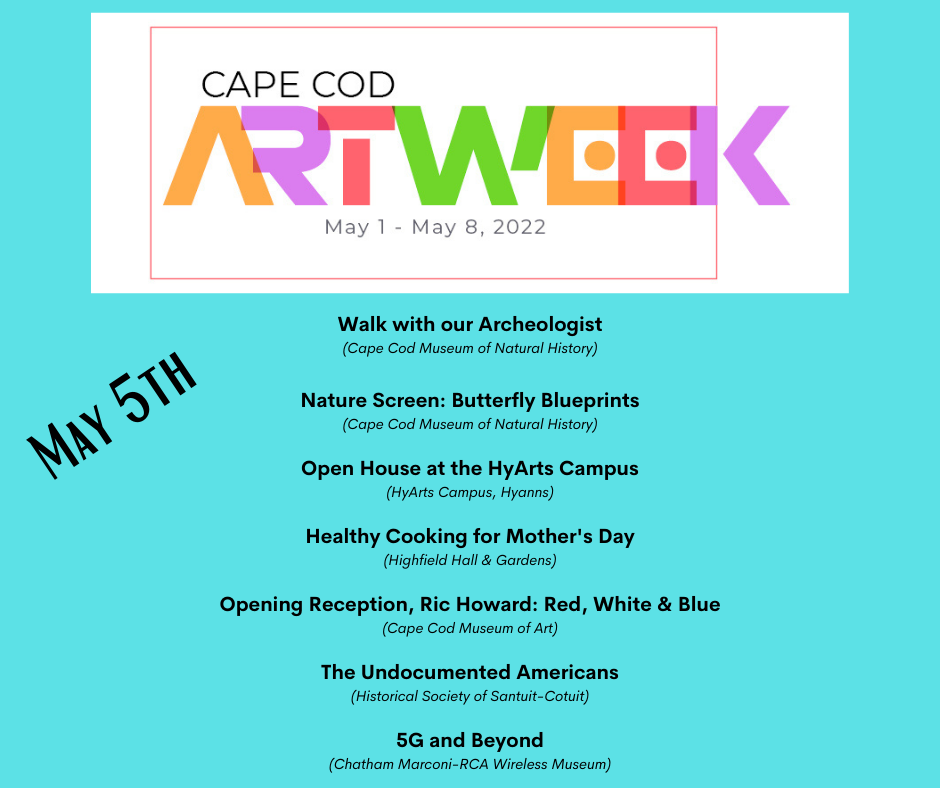 CAPE COD
ARTWEEK
May 1 - May 8, 2022
Walk with our Archeologist
(Cape Cod Museum of Natural History)
May 5th
Nature Screen: Butterfly Blueprints
(Cape Cod Museum of Natural History)
Open House at the HyArts Campus
(HyArts Campus, Hyanns)
Healthy Cooking for Mother's Day
(Highfield Hall & Gardens)
Opening Reception, Ric Howard: Red, White & Blue
(Cape Cod Museum of Art)
The Undocumented Americans
(Historical Society of Santuit-Cotuit)
5G and Beyond
(Chatham Marconi-RCA Wireless Museum)